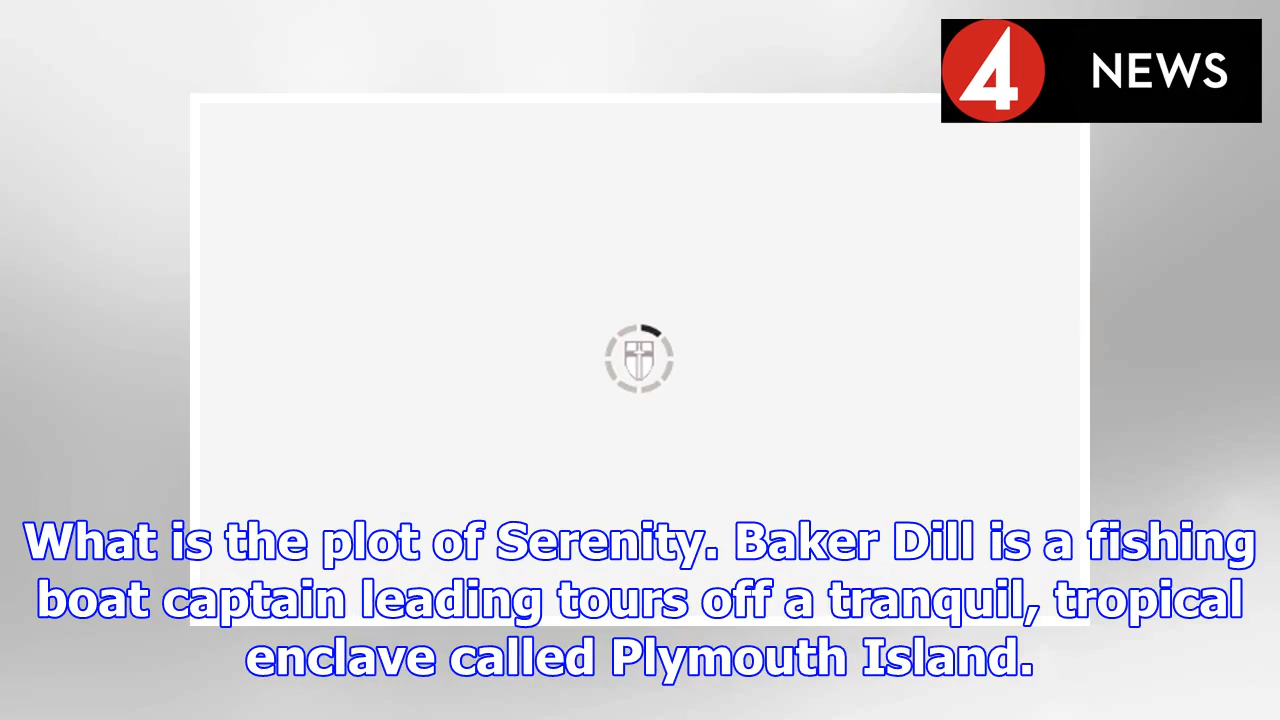 4 NEWS
What is the plot of Serenity. Baker Dill is a fishing
boat captain leading tours off a tranquil, tropical
enclave called Plymouth Island.